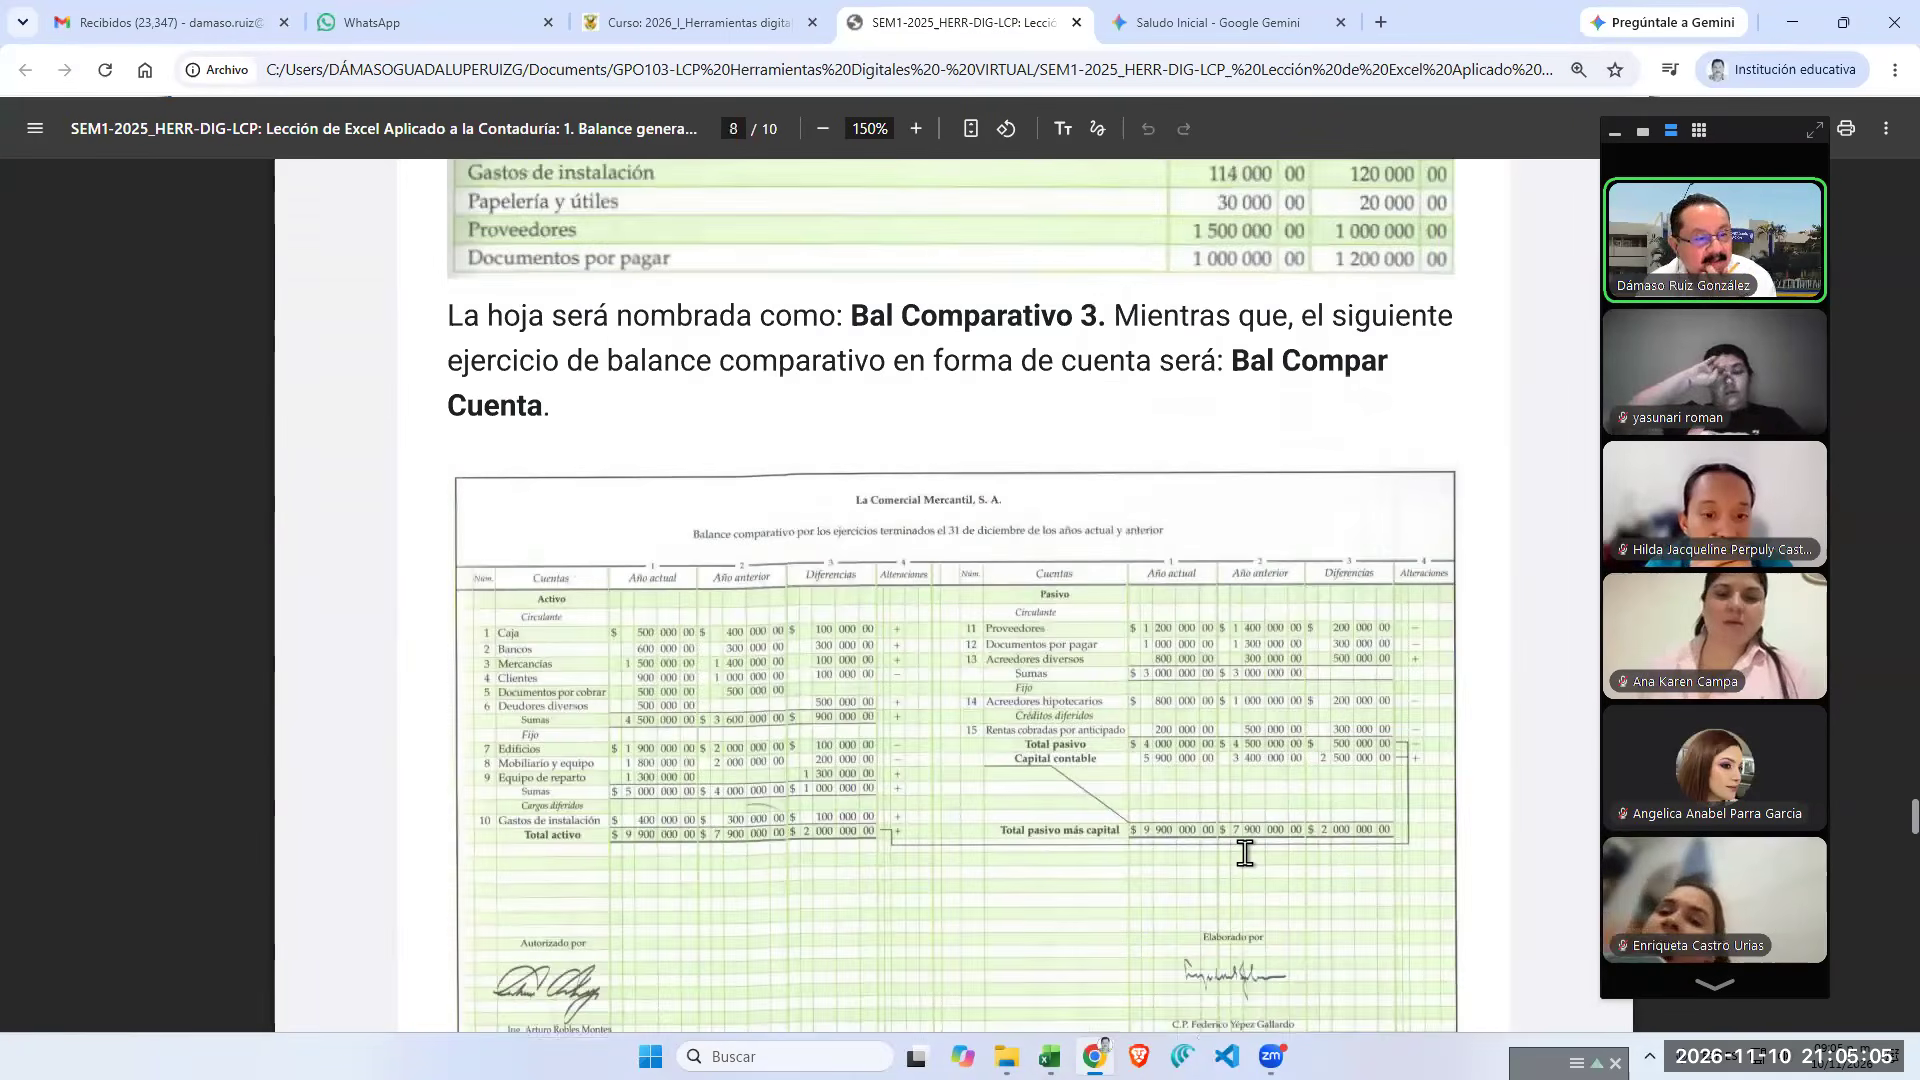 Recibidos (23,347) - damaso.ruiz@
WhatsApp
Curso: 2026_I_Herramientas digita
SEM1-2025_HERR-DIG-LCP: Lecció
Saludo Inicial - Google Gemini
Pregúntale a Gemini
Archivo
C:/Users/DÁMASOGUADALUPERUIZG/Documents/GPO103-LCP%20Herramientas%20Digitales%20-%20VIRTUAL/SEM1-2025_HERR-DIG-LCP_%20Lección%20de%20Excel%20Aplicado%20...
Institución educativa
SEM1-2025_HERR-DIG-LCP: Lección de Excel Aplicado a la Contaduría: 1. Balance genera...
8 / 10
150%
Gastos de instalación 114 000 00 120 000 00
Papelería y útiles 30 000 00 20 000 00
Proveedores 1 500 000 00 1 000 000 00
Documentos por pagar 1 000 000 00 1 200 000 00
La hoja será nombrada como: Bal Comparativo 3. Mientras que, el siguiente
ejercicio de balance comparativo en forma de cuenta será: Bal Compar
Cuenta.
La Comercial Mercantil, S. A.
Balance comparativo por los ejercicios terminados el 31 de diciembre de los años actual y anterior
1 2 3 4 1 2 3 4
Núm. Cuentas Año actual Año anterior Diferencias Alteraciones Núm. Cuentas Año actual Año anterior Diferencias Alteraciones
Activo Pasivo
Circulante Circulante
1 Caja $ 500 000 00 $ 400 000 00 $ 100 000 00 + 11 Proveedores $ 1 200 000 00 $ 1 400 000 00 $ 200 000 00 −
2 Bancos 600 000 00 300 000 00 300 000 00 + 12 Documentos por pagar 1 000 000 00 1 300 000 00 300 000 00 −
3 Mercancías 1 500 000 00 1 400 000 00 100 000 00 + 13 Acreedores diversos 800 000 00 300 000 00 500 000 00 +
4 Clientes 900 000 00 1 000 000 00 100 000 00 − Sumas $ 3 000 000 00 $ 3 000 000 00
5 Documentos por cobrar 500 000 00 500 000 00 Fijo
6 Deudores diversos 500 000 00 500 000 00 + 14 Acreedores hipotecarios $ 800 000 00 $ 1 000 000 00 $ 200 000 00 −
Sumas 4 500 000 00 $ 3 600 000 00 $ 900 000 00 + Créditos diferidos
Fijo 15 Rentas cobradas por anticipado 200 000 00 500 000 00 300 000 00 −
7 Edificios $ 1 900 000 00 $ 2 000 000 00 $ 100 000 00 − Total pasivo $ 4 000 000 00 $ 4 500 000 00 $ 500 000 00 −
8 Mobiliario y equipo 1 800 000 00 2 000 000 00 200 000 00 − Capital contable 5 900 000 00 3 400 000 00 2 500 000 00 +
9 Equipo de reparto 1 300 000 00 1 300 000 00 +
Sumas $ 5 000 000 00 $ 4 000 000 00 $ 1 000 000 00 +
Cargos diferidos
10 Gastos de instalación $ 400 000 00 $ 300 000 00 $ 100 000 00 +
Total activo $ 9 900 000 00 $ 7 900 000 00 $ 2 000 000 00 + Total pasivo más capital $ 9 900 000 00 $ 7 900 000 00 $ 2 000 000 00
Autorizado por Elaborado por
Ing. Arturo Robles Montes C.P. Federico Yépez Gallardo
Dámaso Ruiz González
yasunari roman
Hilda Jacqueline Perpuly Cast...
Ana Karen Campa
Angelica Anabel Parra Garcia
Enriqueta Castro Urias
Buscar
zm
2026-11-10 21:05:05